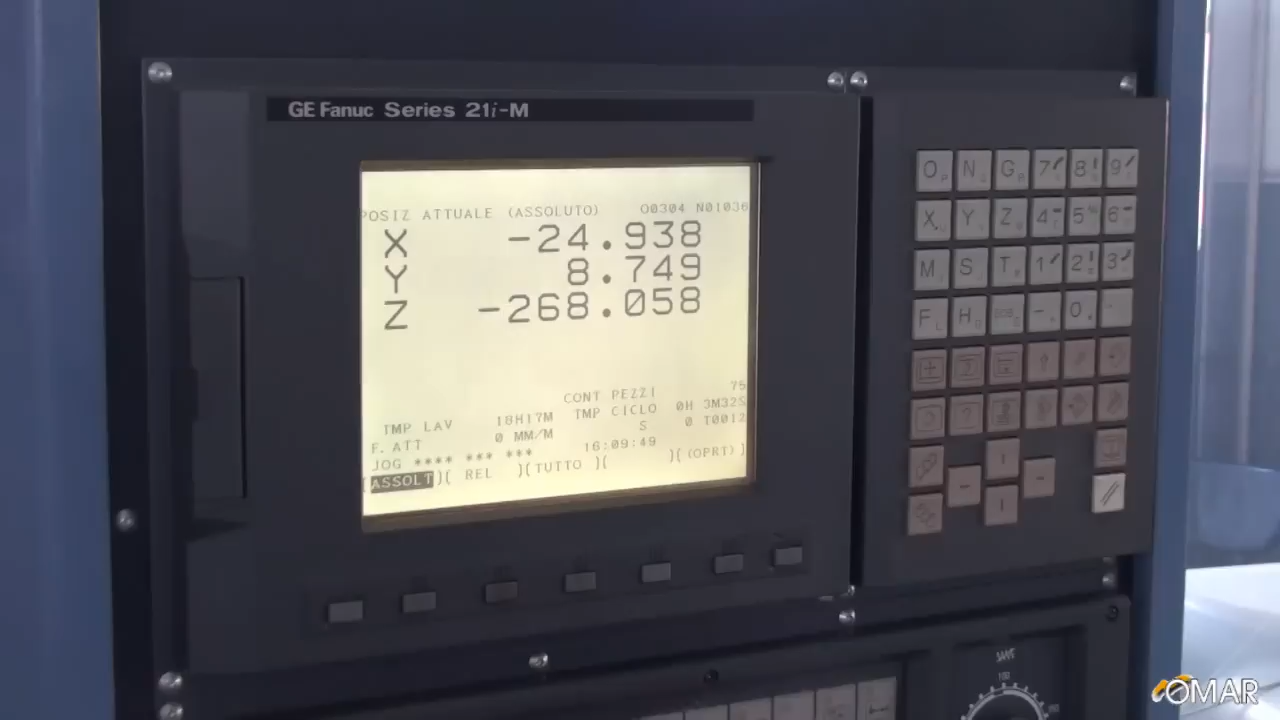 GE Fanuc Series 21i-M
POSIZ ATTUALE (ASSOLUTO) O0304 N01036
X -24.938
Y 8.749
Z -268.058
CONT PEZZI 75
TMP LAV 18H17M TMP CICLO 0H 3M32S
F. ATT 0 MM/M S 0 T0012
JOG **** *** *** 16:09:49
[ASSOLT][ REL ][TUTTO ][ ][(OPRT)]
O N G 7 8 9
X Y Z 4 5 6
M S T 1 2 3
F H EOB - 0 .
100
OMAR